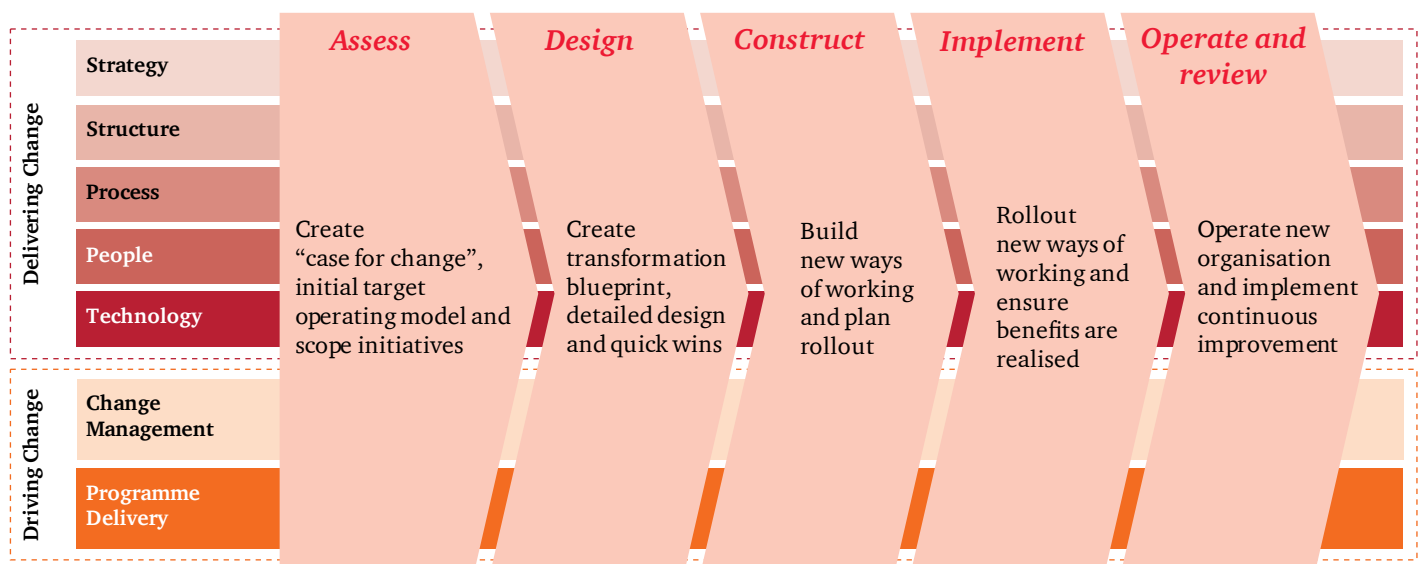 Delivering Change
Strategy
Structure
Process
People
Technology
Driving Change
Change
Management
Programme
Delivery
Assess
Create
“case for change”,
initial target
operating model and
scope initiatives
Design
Create
transformation
blueprint,
detailed design
and quick wins
Construct
Build
new ways
of working
and plan
rollout
Implement
Rollout
new ways of
working and
ensure
benefits are
realised
Operate and
review
Operate new
organisation
and implement
continuous
improvement